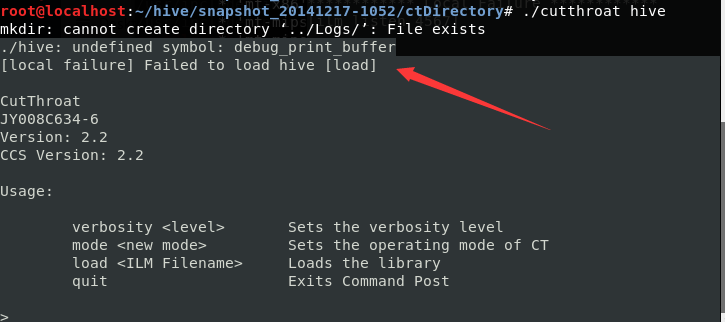 root@localhost:~/hive/snapshot_20141217-1052/ctDirectory# ./cutthroat hive
mkdir: cannot create directory ‘../Logs/’: File exists
./hive: undefined symbol: debug_print_buffer
[local failure] Failed to load hive [load]
CutThroat
JY008C634-6
Version: 2.2
CCS Version: 2.2
Usage:
verbosity <level> Sets the verbosity level
mode <new mode> Sets the operating mode of CT
load <ILM Filename> Loads the library
quit Exits Command Post
>